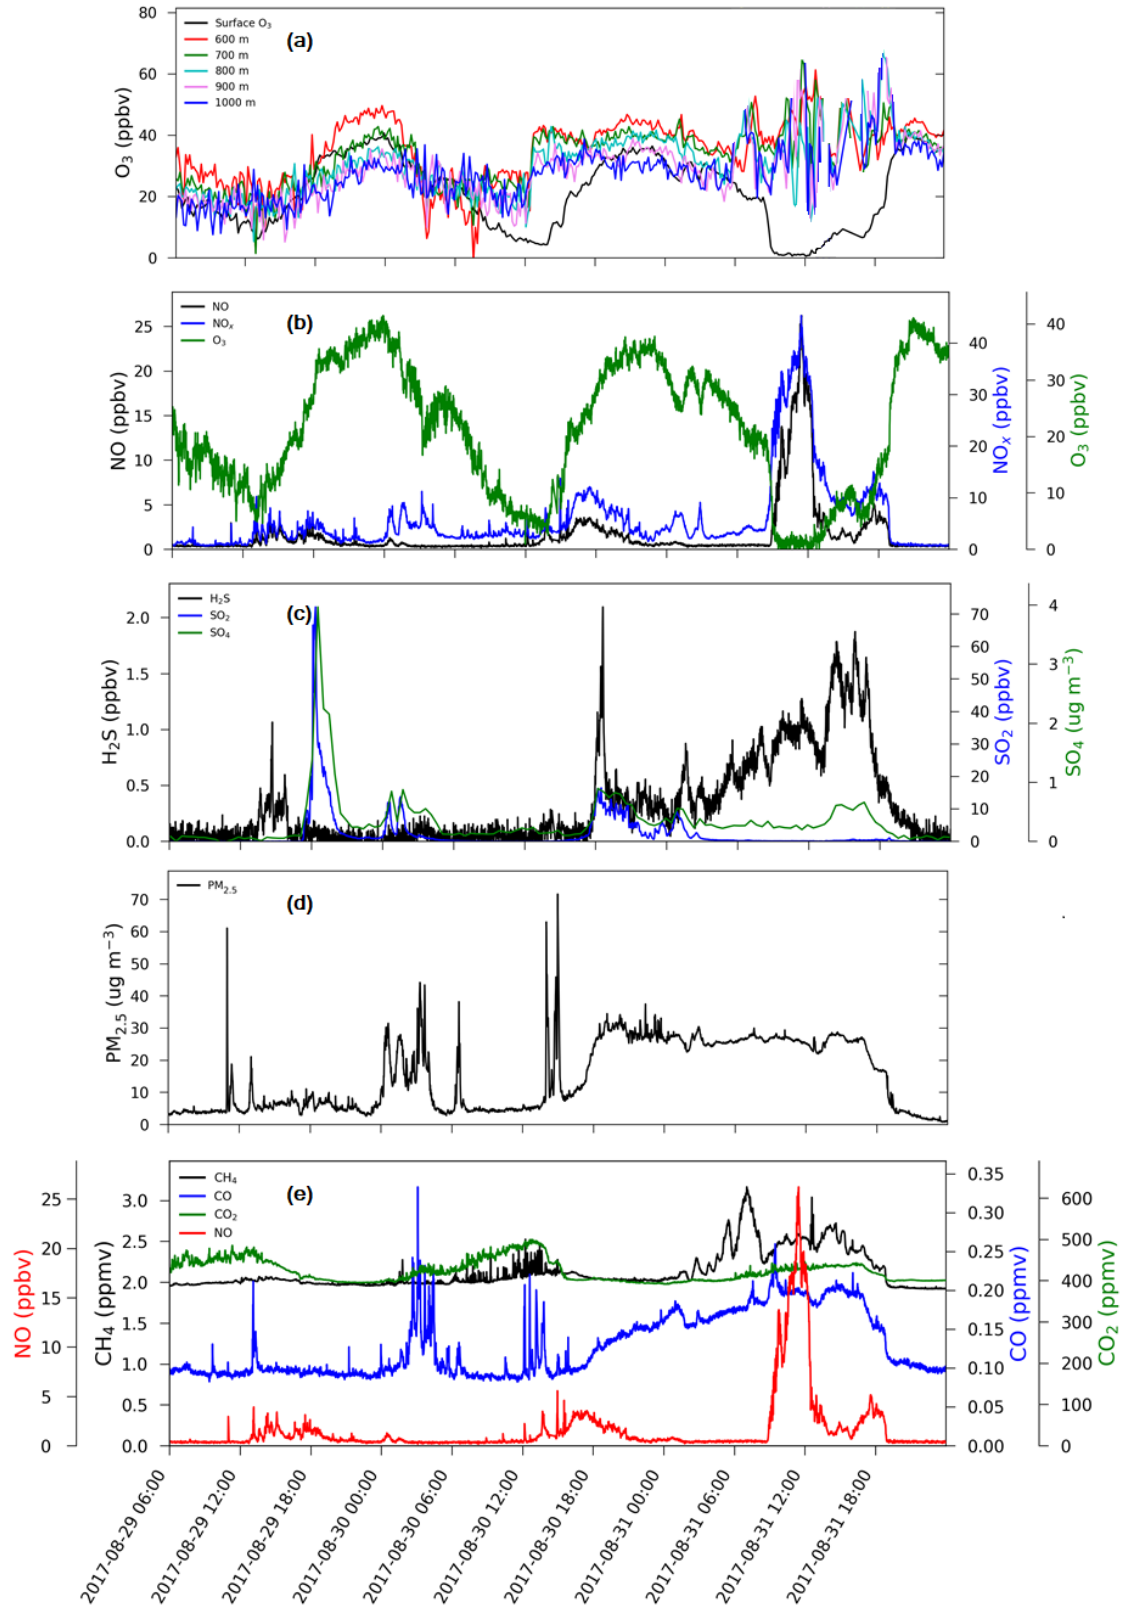 80
60
40
20
0
O₃ (ppbv)
Surface O₃
600 m
700 m
800 m
900 m
1000 m
(a)
25
20
15
10
5
0
NO (ppbv)
NO
NOₓ
O₃
(b)
40
30
20
10
0
NOₓ (ppbv)
40
30
20
10
0
O₃ (ppbv)
2.0
1.5
1.0
0.5
0.0
H₂S (ppbv)
H₂S
SO₂
SO₄
(c)
70
60
50
40
30
20
10
0
SO₂ (ppbv)
4
3
2
1
0
SO₄ (ug m⁻³)
70
60
50
40
30
20
10
0
PM₂.₅ (ug m⁻³)
PM₂.₅
(d)
25
20
15
10
5
0
NO (ppbv)
3.0
2.5
2.0
1.5
1.0
0.5
0.0
CH₄ (ppmv)
CH₄
CO
CO₂
NO
(e)
0.35
0.30
0.25
0.20
0.15
0.10
0.05
0.00
CO (ppmv)
600
500
400
300
200
100
0
CO₂ (ppmv)
2017-08-29 06:00
2017-08-29 12:00
2017-08-29 18:00
2017-08-30 00:00
2017-08-30 06:00
2017-08-30 12:00
2017-08-30 18:00
2017-08-31 00:00
2017-08-31 06:00
2017-08-31 12:00
2017-08-31 18:00